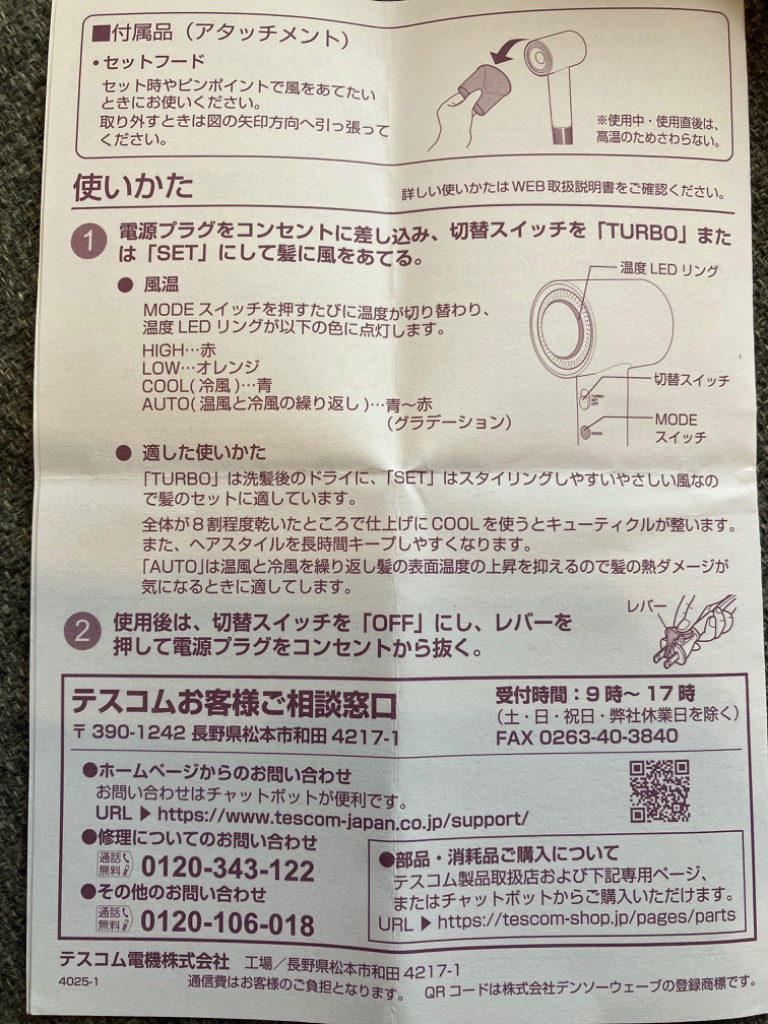 ■付属品（アタッチメント）
・セットフード
セット時やピンポイントで風をあてたい
ときにお使いください。
取り外すときは図の矢印方向へ引っ張って
ください。
※使用中・使用直後は、
高温のためさわらない。
使いかた
詳しい使いかたはWEB取扱説明書をご確認ください。
1 電源プラグをコンセントに差し込み、切替スイッチを「TURBO」また
は「SET」にして髪に風をあてる。
● 風温
MODEスイッチを押すたびに温度が切り替わり、
温度LEDリングが以下の色に点灯します。
HIGH…赤
LOW…オレンジ
COOL(冷風)…青
AUTO(温風と冷風の繰り返し)…青〜赤
（グラデーション）
温度LEDリング
切替スイッチ
MODE
スイッチ
● 適した使いかた
「TURBO」は洗髪後のドライに、「SET」はスタイリングしやすいやさしい風なの
で髪のセットに適しています。
全体が8割程度乾いたところで仕上げにCOOLを使うとキューティクルが整います。
また、ヘアスタイルを長時間キープしやすくなります。
「AUTO」は温風と冷風を繰り返し髪の表面温度の上昇を抑えるので髪の熱ダメージが
気になるときに適してします。
2 使用後は、切替スイッチを「OFF」にし、レバーを
押して電源プラグをコンセントから抜く。
レバー
テスコムお客様ご相談窓口
〒390-1242 長野県松本市和田 4217-1
受付時間：9時〜17時
（土・日・祝日・弊社休業日を除く）
FAX 0263-40-3840
●ホームページからのお問い合わせ
お問い合わせはチャットボットが便利です。
URL ▶ https://www.tescom-japan.co.jp/support/
●修理についてのお問い合わせ
通話無料 0120-343-122
●その他のお問い合わせ
通話無料 0120-106-018
●部品・消耗品ご購入について
テスコム製品取扱店および下記専用ページ、
またはチャットボットからご購入いただけます。
URL ▶ https://tescom-shop.jp/pages/parts
テスコム電機株式会社 工場／長野県松本市和田 4217-1
4025-1 通信費はお客様のご負担となります。 QRコードは株式会社デンソーウェーブの登録商標です。